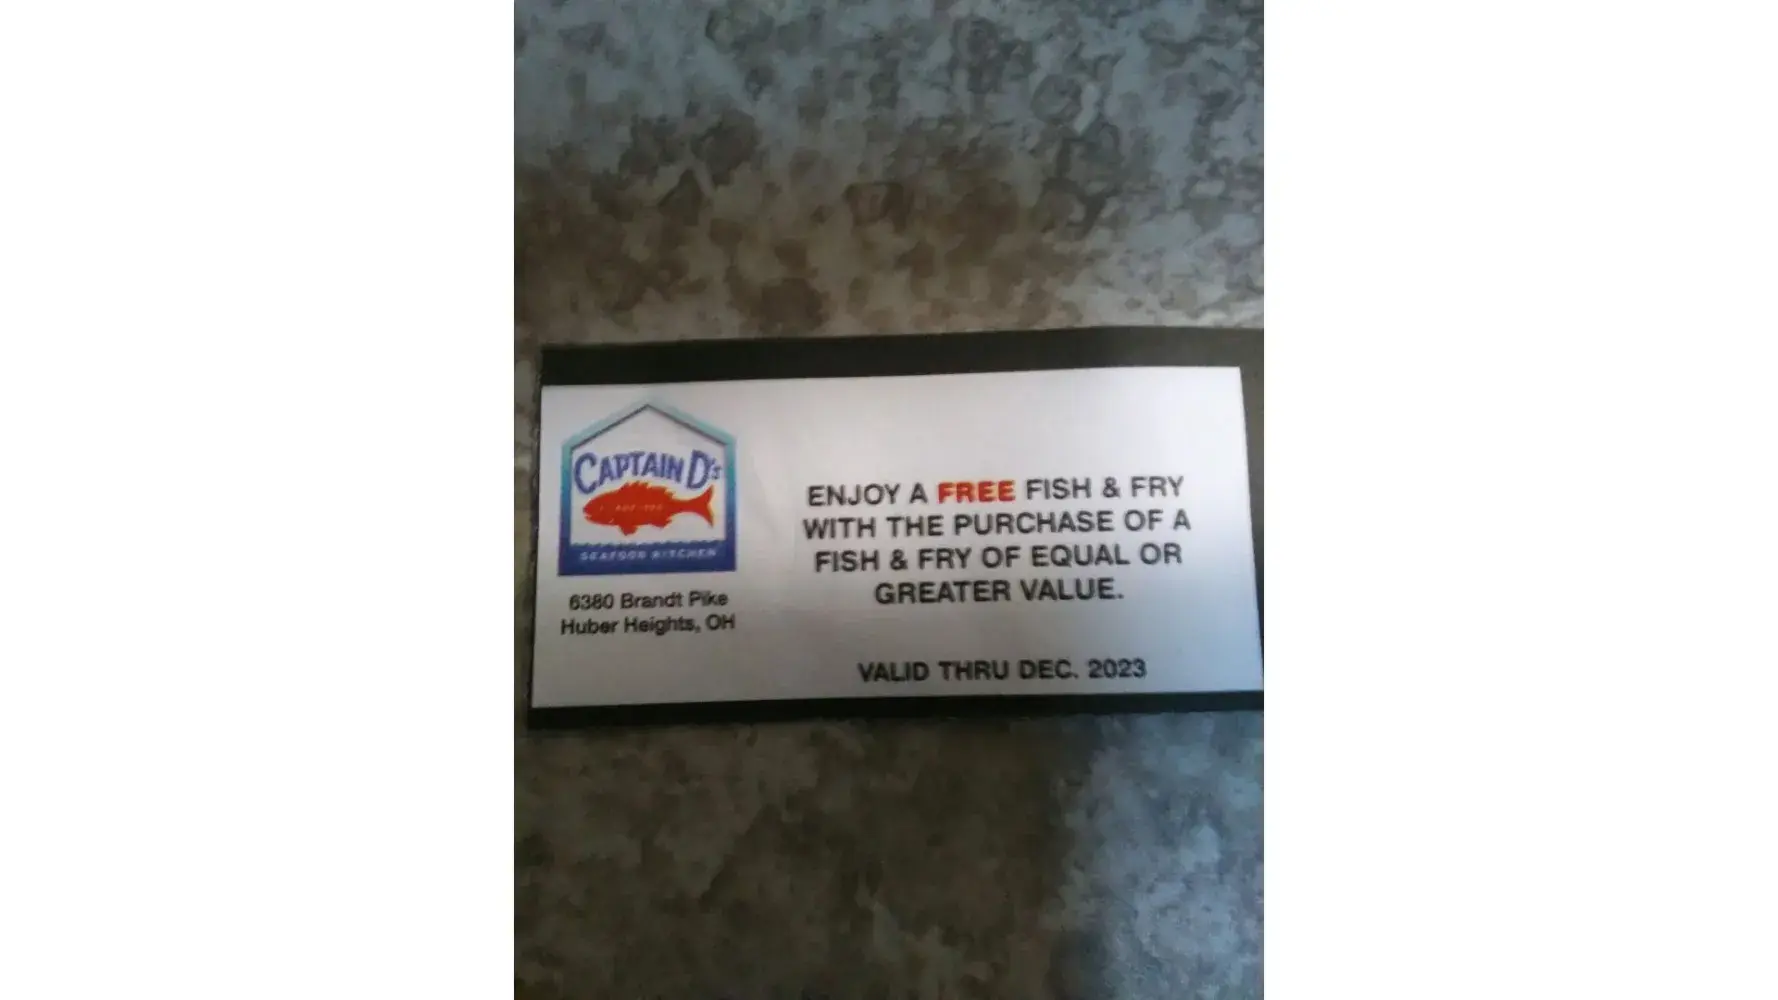 CAPTAIN D's
SEAFOOD KITCHEN
6380 Brandt Pike
Huber Heights, OH
ENJOY A FREE FISH & FRY
WITH THE PURCHASE OF A
FISH & FRY OF EQUAL OR
GREATER VALUE.
VALID THRU DEC. 2023